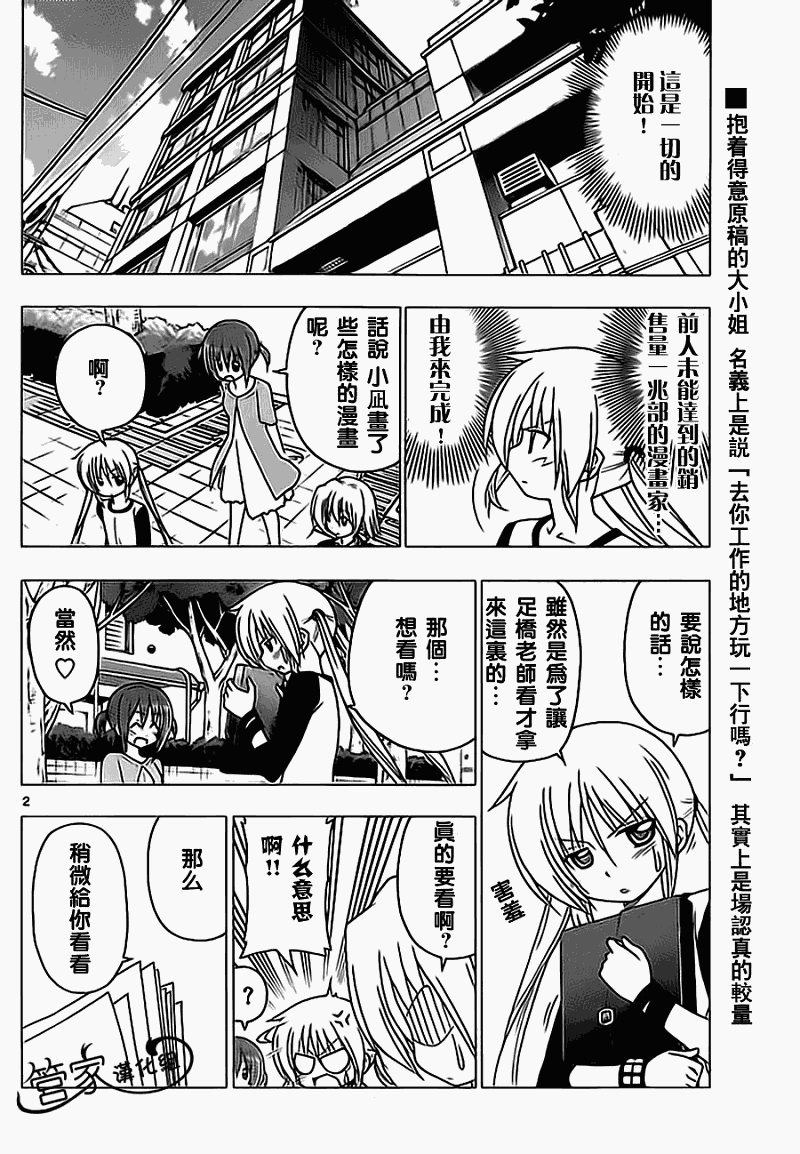 ■抱着得意原稿的大小姐 名義上是説「去你工作的地方玩一下行嗎？」 其實上是場認真的較量
這是一切的
開始！
前人未能達到的銷
售量一兆部的漫畫家…
由我來完成！
話說 小凪畫了
些怎樣的漫畫
呢？
啊？
要說怎樣
的話…
雖然是為了讓
足橋老師看才拿
來這裏的…
害羞
那個…
想看嗎？
當然♡
2
真的要看啊？
什么意思
啊!!
？
那么
稍微給你看看
管家
漢化組